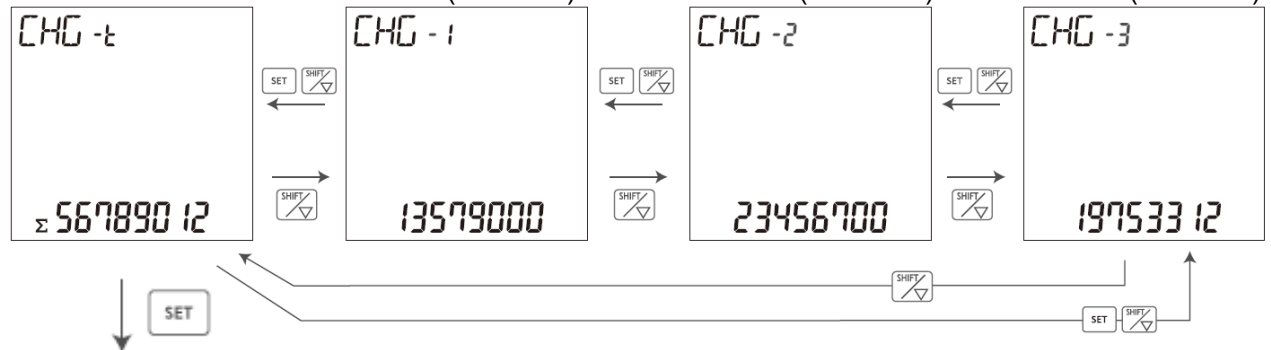 CHG -t CHG -1 CHG -2 CHG -3
SET SHIFT/▽ SET SHIFT/▽ SET SHIFT/▽
SHIFT/▽ SHIFT/▽ SHIFT/▽
Σ 56789012 13579000 23456700 19753312
SHIFT/▽
SET SET SHIFT/▽